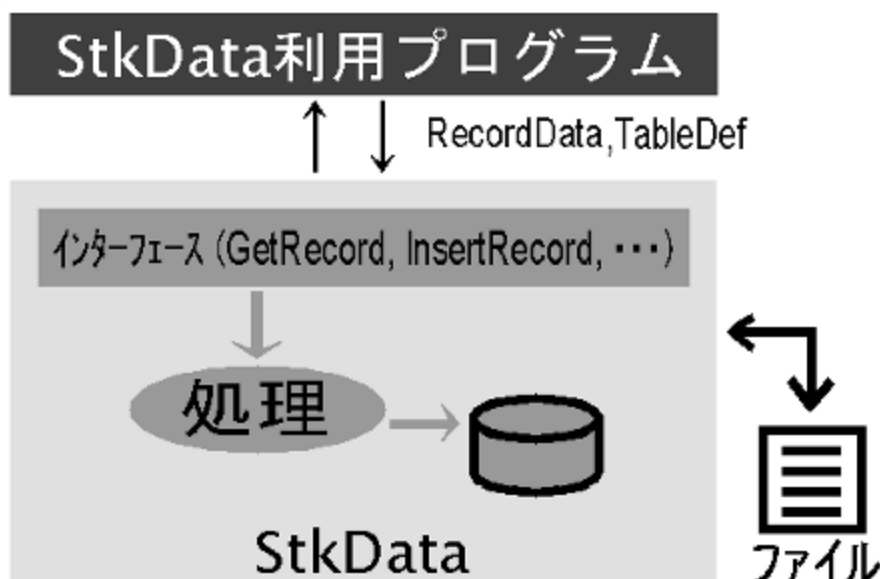 StkData利用プログラム
RecordData,TableDef
ｲﾝﾀｰﾌｪｰｽ (GetRecord, InsertRecord, ･･･)
処理
StkData
ファイル